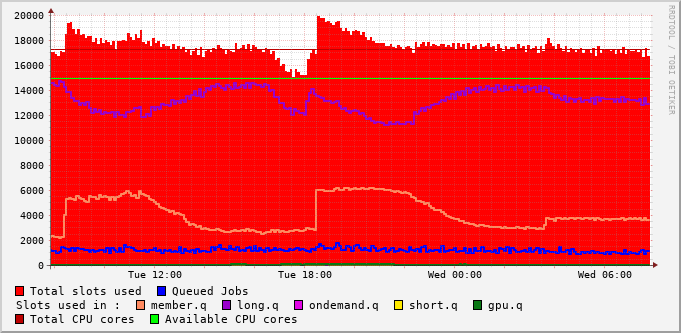 20000
18000
16000
14000
12000
10000
8000
6000
4000
2000
0
Tue 12:00 Tue 18:00 Wed 00:00 Wed 06:00
Total slots used Queued Jobs
Slots used in : member.q long.q ondemand.q short.q gpu.q
Total CPU cores Available CPU cores
RRDTOOL / TOBI OETIKER